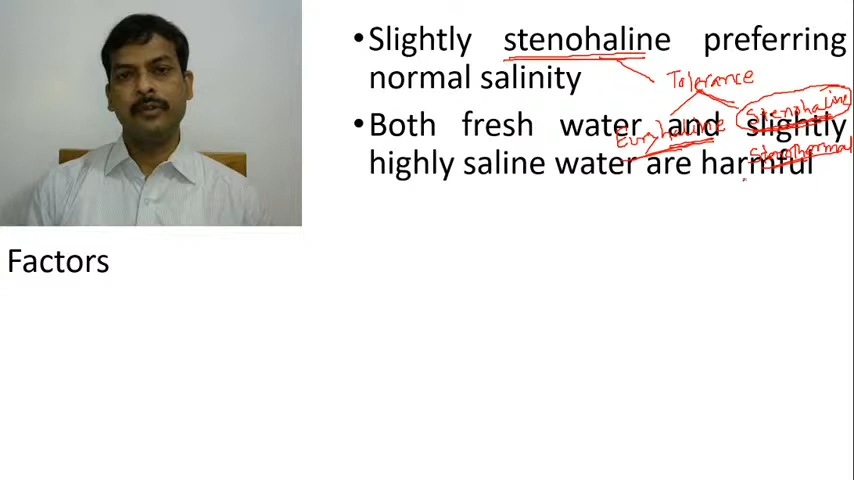 • Slightly stenohaline preferring
normal salinity
Tolerance
Stenohaline
• Both fresh water and slightly
Euryhaline
Stenothermal
highly saline water are harmful
Factors